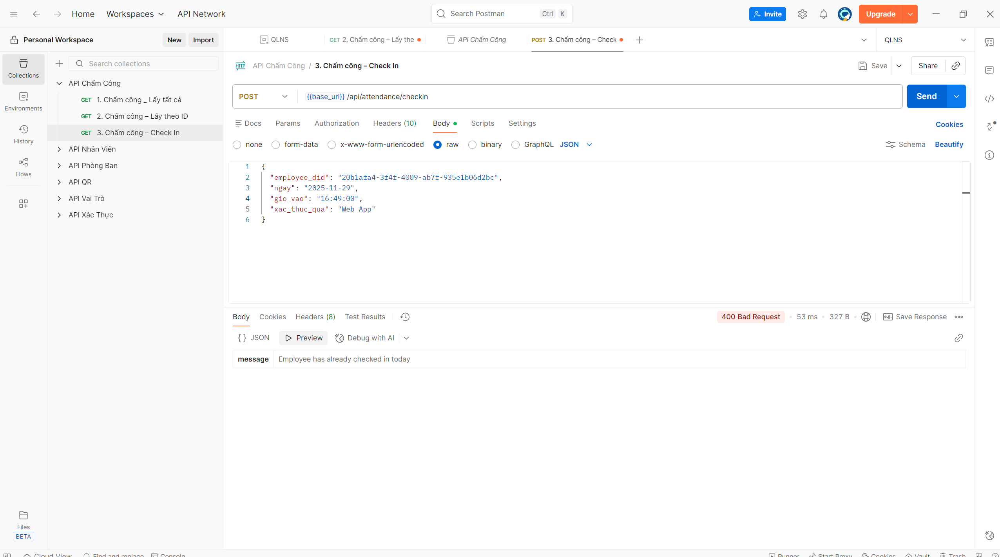 Home Workspaces API Network
Search Postman Ctrl K
Invite
Upgrade
Personal Workspace
New Import
QLNS
GET 2. Chấm công – Lấy the
API Chấm Công
POST 3. Chấm công – Check
QLNS
Collections
Environments
History
Flows
Files
BETA
Search collections
API Chấm Công
GET 1. Chấm công _ Lấy tất cả
GET 2. Chấm công – Lấy theo ID
GET 3. Chấm công – Check In
API Nhân Viên
API Phòng Ban
API QR
API Vai Trò
API Xác Thực
HTTP API Chấm Công / 3. Chấm công – Check In
Save Share
POST {{base_url}}/api/attendance/checkin
Send
Docs Params Authorization Headers (10) Body Scripts Settings Cookies
none form-data x-www-form-urlencoded raw binary GraphQL JSON Schema Beautify
1 {
2 "employee_did": "20b1afa4-3f4f-4009-ab7f-935e1b06d2bc",
3 "ngay": "2025-11-29",
4 "gio_vao": "16:49:00",
5 "xac_thuc_qua": "Web App"
6 }
Body Cookies Headers (8) Test Results
400 Bad Request • 53 ms • 327 B • e.g. Save Response
{} JSON Preview Debug with AI
message Employee has already checked in today
Cloud View Find and replace Console
Runner Start Proxy Cookies Vault Trash